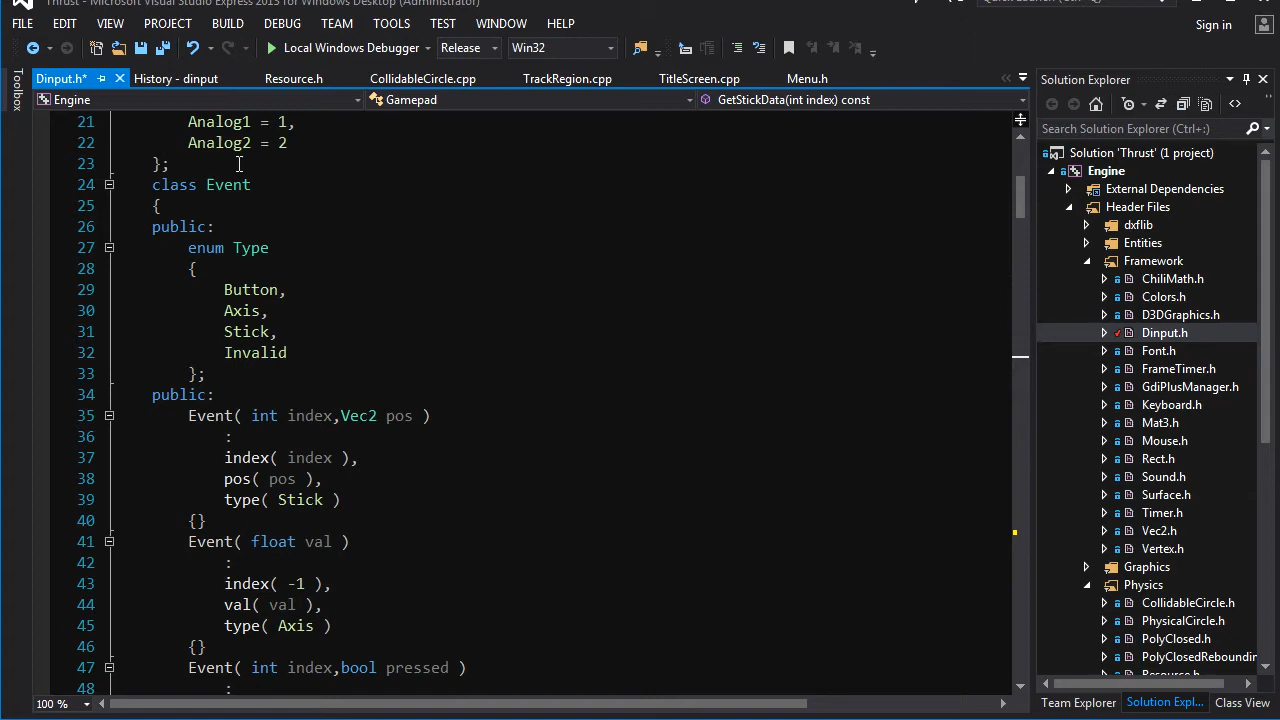 Thrust - Microsoft Visual Studio Express 2013 for Windows Desktop (Administrator)
FILE EDIT VIEW PROJECT BUILD DEBUG TEAM TOOLS TEST WINDOW HELP
Sign in
Local Windows Debugger Release Win32
Toolbox
Dinput.h* History - dinput Resource.h CollidableCircle.cpp TrackRegion.cpp TitleScreen.cpp Menu.h
Engine Gamepad GetStickData(int index) const
21 Analog1 = 1,
22 Analog2 = 2
23 };
24 class Event
25 {
26 public:
27 enum Type
28 {
29 Button,
30 Axis,
31 Stick,
32 Invalid
33 };
34 public:
35 Event( int index,Vec2 pos )
36 :
37 index( index ),
38 pos( pos ),
39 type( Stick )
40 {}
41 Event( float val )
42 :
43 index( -1 ),
44 val( val ),
45 type( Axis )
46 {}
47 Event( int index,bool pressed )
48 :
100 %
Solution Explorer
Search Solution Explorer (Ctrl+;)
Solution 'Thrust' (1 project)
Engine
External Dependencies
Header Files
dxflib
Entities
Framework
ChiliMath.h
Colors.h
D3DGraphics.h
Dinput.h
Font.h
FrameTimer.h
GdiPlusManager.h
Keyboard.h
Mat3.h
Mouse.h
Rect.h
Sound.h
Surface.h
Timer.h
Vec2.h
Vertex.h
Graphics
Physics
CollidableCircle.h
PhysicalCircle.h
PolyClosed.h
PolyClosedReboundin
Team Explorer Solution Expl... Class View